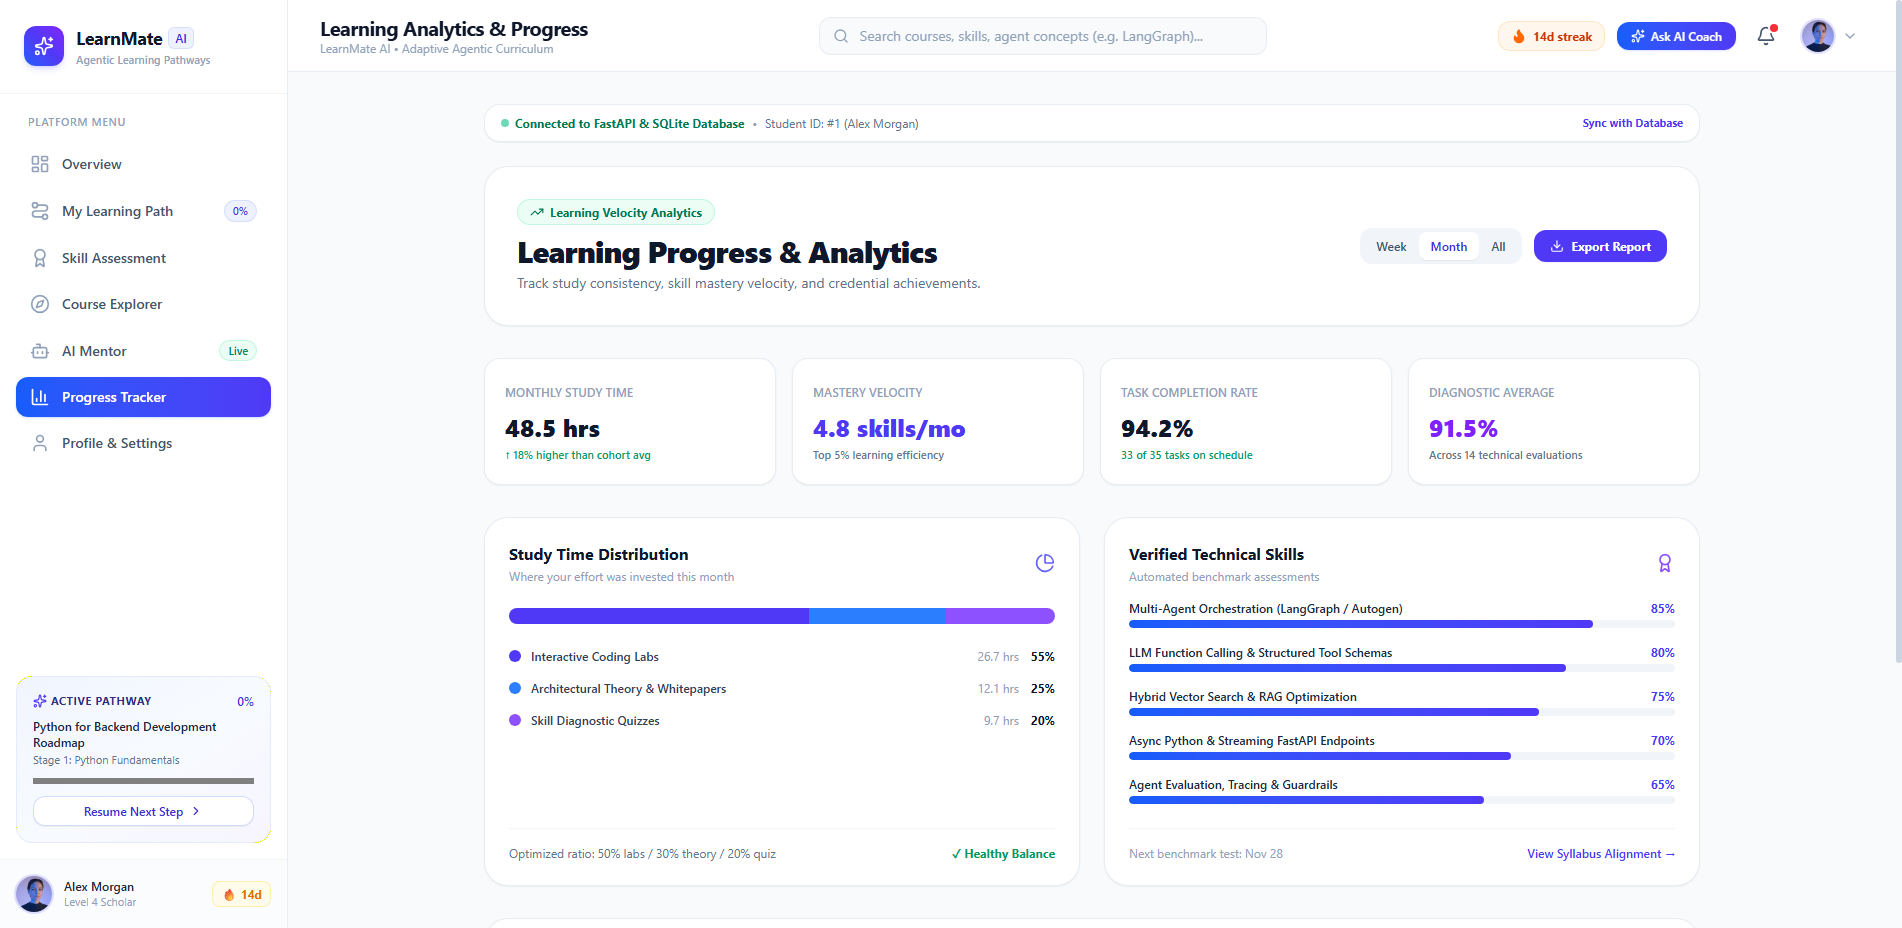 LearnMate AI
Agentic Learning Pathways
PLATFORM MENU
Overview
My Learning Path 0%
Skill Assessment
Course Explorer
AI Mentor Live
Progress Tracker
Profile & Settings
ACTIVE PATHWAY 0%
Python for Backend Development
Roadmap
Stage 1: Python Fundamentals
Resume Next Step
Alex Morgan
Level 4 Scholar
14d
Learning Analytics & Progress
LearnMate AI • Adaptive Agentic Curriculum
Search courses, skills, agent concepts (e.g. LangGraph)...
14d streak
Ask AI Coach
Connected to FastAPI & SQLite Database • Student ID: #1 (Alex Morgan)
Sync with Database
Learning Velocity Analytics
Learning Progress & Analytics
Track study consistency, skill mastery velocity, and credential achievements.
Week Month All
Export Report
MONTHLY STUDY TIME
48.5 hrs
↑ 18% higher than cohort avg
MASTERY VELOCITY
4.8 skills/mo
Top 5% learning efficiency
TASK COMPLETION RATE
94.2%
33 of 35 tasks on schedule
DIAGNOSTIC AVERAGE
91.5%
Across 14 technical evaluations
Study Time Distribution
Where your effort was invested this month
Interactive Coding Labs 26.7 hrs 55%
Architectural Theory & Whitepapers 12.1 hrs 25%
Skill Diagnostic Quizzes 9.7 hrs 20%
Optimized ratio: 50% labs / 30% theory / 20% quiz
✓ Healthy Balance
Verified Technical Skills
Automated benchmark assessments
Multi-Agent Orchestration (LangGraph / Autogen) 85%
LLM Function Calling & Structured Tool Schemas 80%
Hybrid Vector Search & RAG Optimization 75%
Async Python & Streaming FastAPI Endpoints 70%
Agent Evaluation, Tracing & Guardrails 65%
Next benchmark test: Nov 28
View Syllabus Alignment →